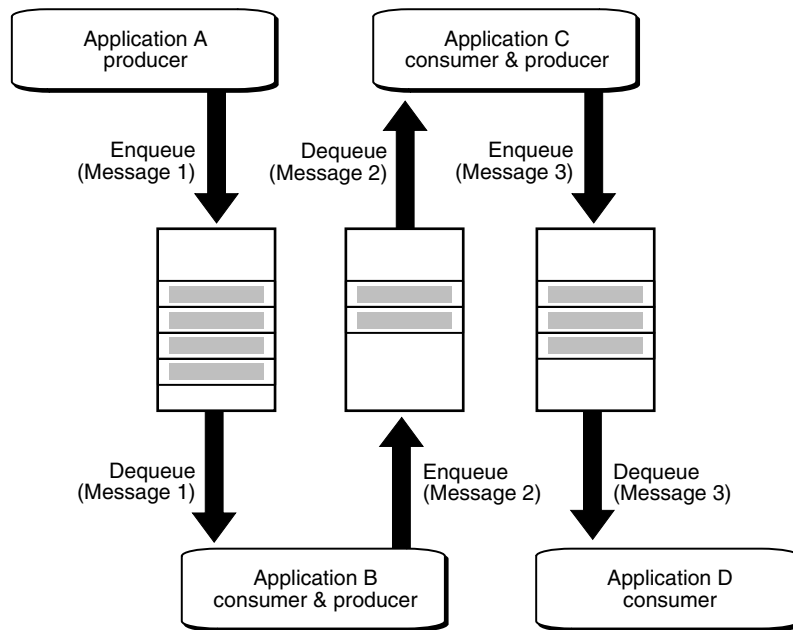 Application A
producer
Application C
consumer & producer
Enqueue
(Message 1)
Dequeue
(Message 2)
Enqueue
(Message 3)
Dequeue
(Message 1)
Enqueue
(Message 2)
Dequeue
(Message 3)
Application B
consumer & producer
Application D
consumer